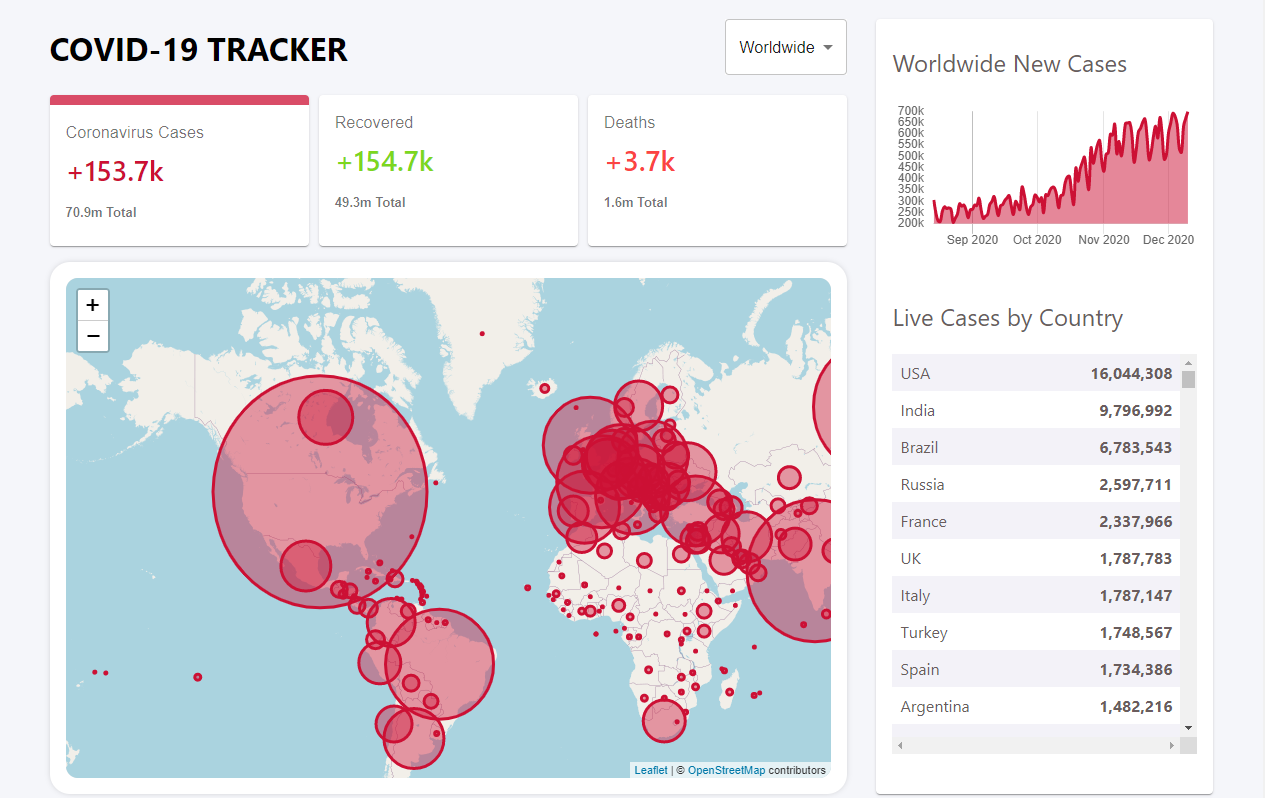 COVID-19 TRACKER
Worldwide
Coronavirus Cases
+153.7k
70.9m Total
Recovered
+154.7k
49.3m Total
Deaths
+3.7k
1.6m Total
+
−
Leaflet | © OpenStreetMap contributors
Worldwide New Cases
700k
650k
600k
550k
500k
450k
400k
350k
300k
250k
200k
Sep 2020 Oct 2020 Nov 2020 Dec 2020
Live Cases by Country
USA 16,044,308
India 9,796,992
Brazil 6,783,543
Russia 2,597,711
France 2,337,966
UK 1,787,783
Italy 1,787,147
Turkey 1,748,567
Spain 1,734,386
Argentina 1,482,216